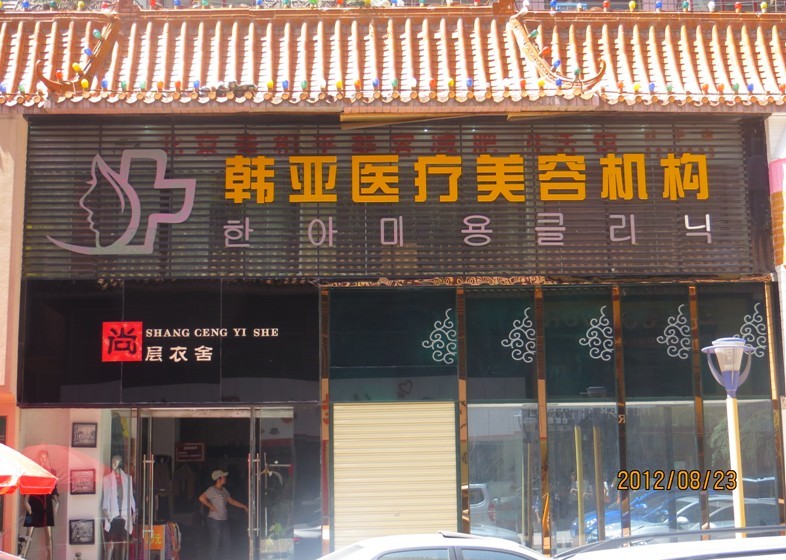 韩亚医疗美容机构
한아미용클리닉
尚
SHANG CENG YI SHE
层衣舍
2012/08/23